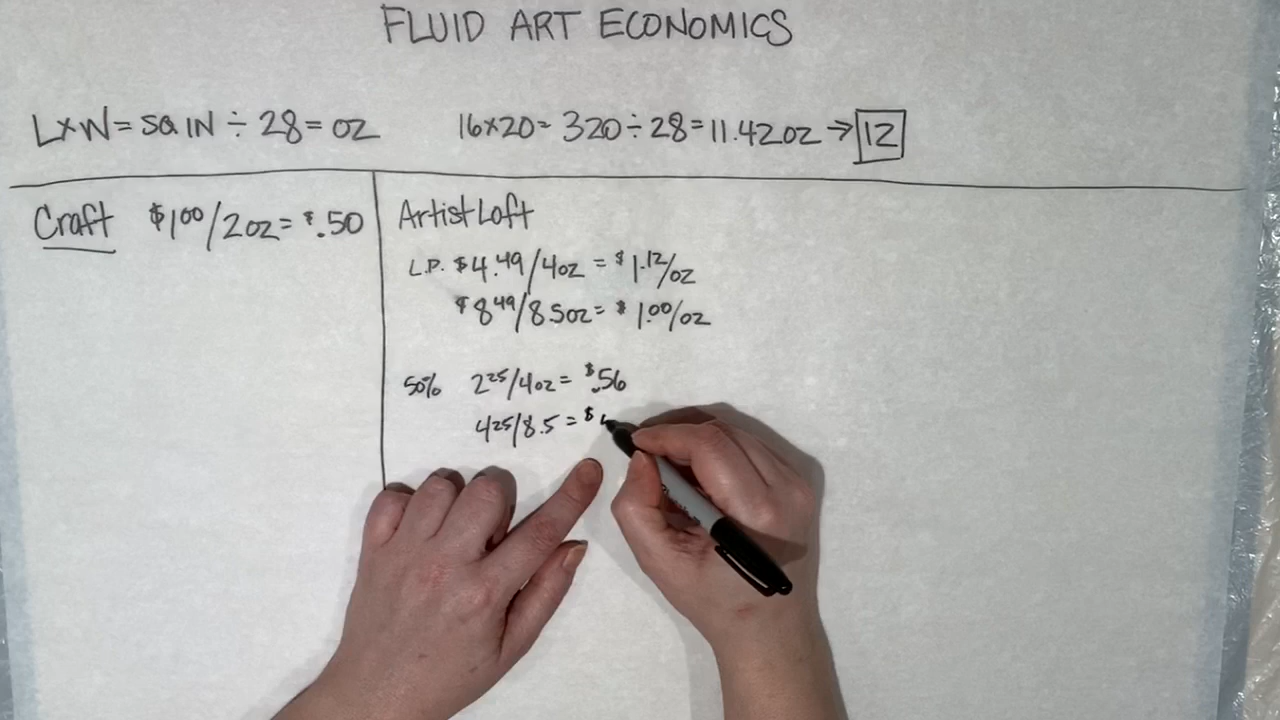 FLUID ART ECONOMICS
LXW = SQ IN ÷ 28 = OZ
16x20= 320 ÷ 28 = 11.42 OZ → 12
Craft $1.00/2oz = $.50
Artist Loft
L.P. $4.49/4oz = $1.12/oz
$8.49/8.5oz = $1.00/oz
50% 2.25/4oz = $.56
4.25/8.5 = $